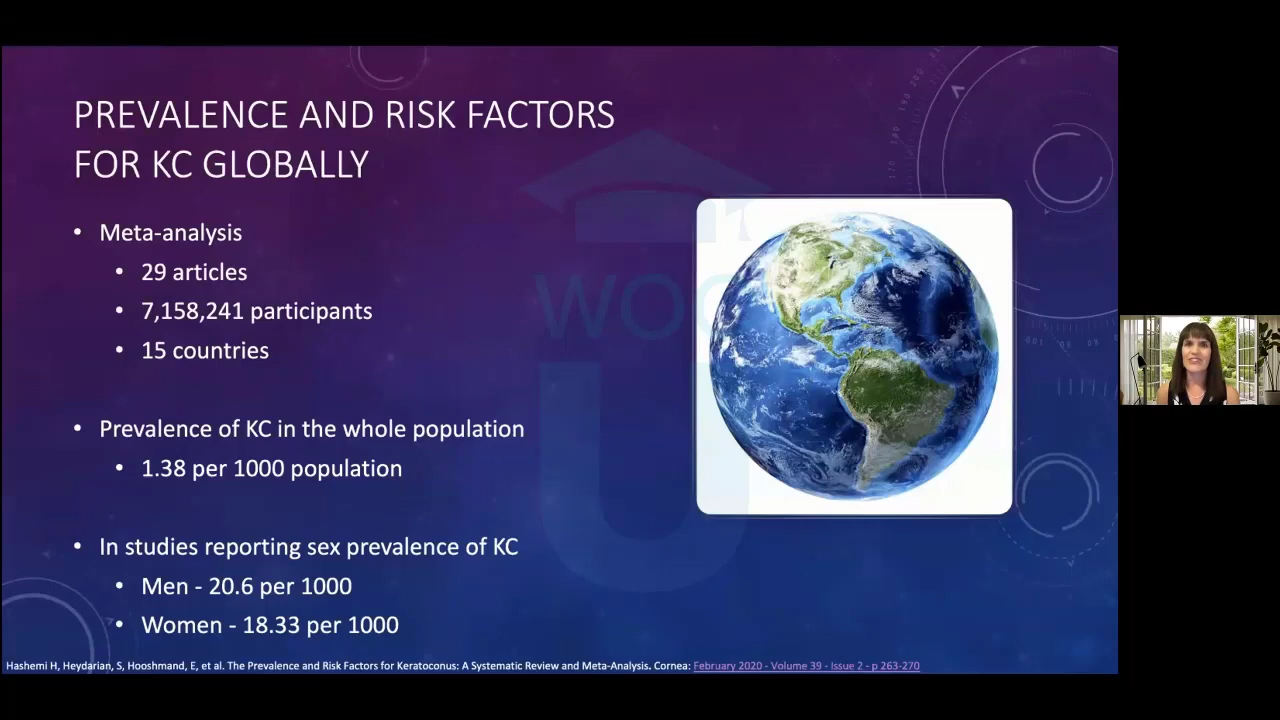 PREVALENCE AND RISK FACTORS
FOR KC GLOBALLY
• Meta-analysis
• 29 articles
• 7,158,241 participants
• 15 countries
• Prevalence of KC in the whole population
• 1.38 per 1000 population
• In studies reporting sex prevalence of KC
• Men - 20.6 per 1000
• Women - 18.33 per 1000
Hashemi H, Heydarian, S, Hooshmand, E, et al. The Prevalence and Risk Factors for Keratoconus: A Systematic Review and Meta-Analysis. Cornea: February 2020 - Volume 39 - Issue 2 - p 263-270